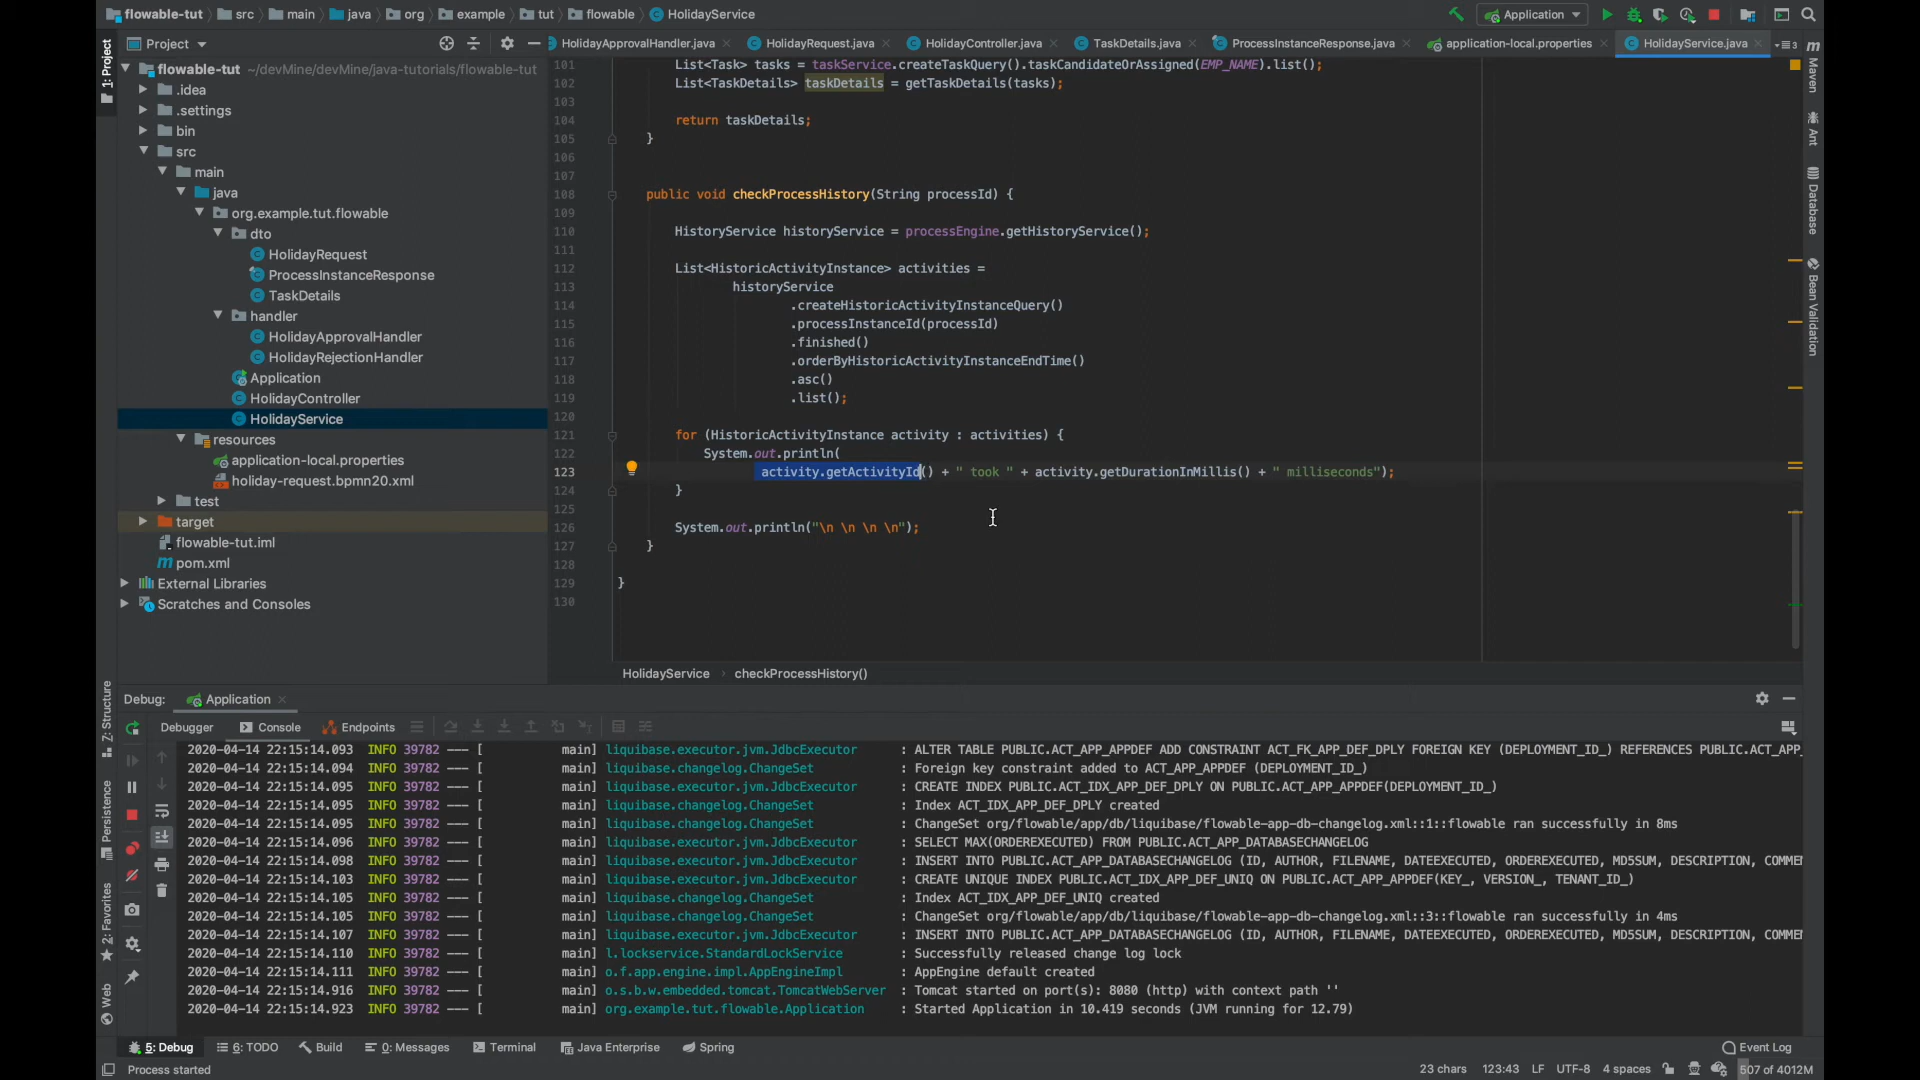 flowable-tut
src
main
java
org
example
tut
flowable
HolidayService
Application
Project
HolidayApprovalHandler.java
HolidayRequest.java
HolidayController.java
TaskDetails.java
ProcessInstanceResponse.java
application-local.properties
HolidayService.java
1: Project
flowable-tut ~/devMine/devMine/java-tutorials/flowable-tut
.idea
.settings
bin
src
main
java
org.example.tut.flowable
dto
HolidayRequest
ProcessInstanceResponse
TaskDetails
handler
HolidayApprovalHandler
HolidayRejectionHandler
Application
HolidayController
HolidayService
resources
application-local.properties
holiday-request.bpmn20.xml
test
target
flowable-tut.iml
pom.xml
External Libraries
Scratches and Consoles
101 List<Task> tasks = taskService.createTaskQuery().taskCandidateOrAssigned(EMP_NAME).list();
102 List<TaskDetails> taskDetails = getTaskDetails(tasks);
103
104 return taskDetails;
105 }
106
107
108 public void checkProcessHistory(String processId) {
109
110 HistoryService historyService = processEngine.getHistoryService();
111
112 List<HistoricActivityInstance> activities =
113 historyService
114 .createHistoricActivityInstanceQuery()
115 .processInstanceId(processId)
116 .finished()
117 .orderByHistoricActivityInstanceEndTime()
118 .asc()
119 .list();
120
121 for (HistoricActivityInstance activity : activities) {
122 System.out.println(
123 activity.getActivityId() + " took " + activity.getDurationInMillis() + " milliseconds");
124 }
125
126 System.out.println("\n \n \n \n");
127 }
128
129 }
130
HolidayService
checkProcessHistory()
Maven
Ant
Database
Bean Validation
Z: Structure
Persistence
2: Favorites
Web
Debug:
Application
Debugger
Console
Endpoints
2020-04-14 22:15:14.093 INFO 39782 --- [ main] liquibase.executor.jvm.JdbcExecutor : ALTER TABLE PUBLIC.ACT_APP_APPDEF ADD CONSTRAINT ACT_FK_APP_DEF_DPLY FOREIGN KEY (DEPLOYMENT_ID_) REFERENCES PUBLIC.ACT_APP_
2020-04-14 22:15:14.094 INFO 39782 --- [ main] liquibase.changelog.ChangeSet : Foreign key constraint added to ACT_APP_APPDEF (DEPLOYMENT_ID_)
2020-04-14 22:15:14.095 INFO 39782 --- [ main] liquibase.executor.jvm.JdbcExecutor : CREATE INDEX PUBLIC.ACT_IDX_APP_DEF_DPLY ON PUBLIC.ACT_APP_APPDEF(DEPLOYMENT_ID_)
2020-04-14 22:15:14.095 INFO 39782 --- [ main] liquibase.changelog.ChangeSet : Index ACT_IDX_APP_DEF_DPLY created
2020-04-14 22:15:14.095 INFO 39782 --- [ main] liquibase.changelog.ChangeSet : ChangeSet org/flowable/app/db/liquibase/flowable-app-db-changelog.xml::1::flowable ran successfully in 8ms
2020-04-14 22:15:14.096 INFO 39782 --- [ main] liquibase.executor.jvm.JdbcExecutor : SELECT MAX(ORDEREXECUTED) FROM PUBLIC.ACT_APP_DATABASECHANGELOG
2020-04-14 22:15:14.098 INFO 39782 --- [ main] liquibase.executor.jvm.JdbcExecutor : INSERT INTO PUBLIC.ACT_APP_DATABASECHANGELOG (ID, AUTHOR, FILENAME, DATEEXECUTED, ORDEREXECUTED, MD5SUM, DESCRIPTION, COMME
2020-04-14 22:15:14.103 INFO 39782 --- [ main] liquibase.executor.jvm.JdbcExecutor : CREATE UNIQUE INDEX PUBLIC.ACT_IDX_APP_DEF_UNIQ ON PUBLIC.ACT_APP_APPDEF(KEY_, VERSION_, TENANT_ID_)
2020-04-14 22:15:14.105 INFO 39782 --- [ main] liquibase.changelog.ChangeSet : Index ACT_IDX_APP_DEF_UNIQ created
2020-04-14 22:15:14.105 INFO 39782 --- [ main] liquibase.changelog.ChangeSet : ChangeSet org/flowable/app/db/liquibase/flowable-app-db-changelog.xml::3::flowable ran successfully in 4ms
2020-04-14 22:15:14.107 INFO 39782 --- [ main] liquibase.executor.jvm.JdbcExecutor : INSERT INTO PUBLIC.ACT_APP_DATABASECHANGELOG (ID, AUTHOR, FILENAME, DATEEXECUTED, ORDEREXECUTED, MD5SUM, DESCRIPTION, COMME
2020-04-14 22:15:14.110 INFO 39782 --- [ main] l.lockservice.StandardLockService : Successfully released change log lock
2020-04-14 22:15:14.111 INFO 39782 --- [ main] o.f.app.engine.impl.AppEngineImpl : AppEngine default created
2020-04-14 22:15:14.916 INFO 39782 --- [ main] o.s.b.w.embedded.tomcat.TomcatWebServer : Tomcat started on port(s): 8080 (http) with context path ''
2020-04-14 22:15:14.923 INFO 39782 --- [ main] org.example.tut.flowable.Application : Started Application in 10.419 seconds (JVM running for 12.79)
5: Debug
6: TODO
Build
0: Messages
Terminal
Java Enterprise
Spring
Event Log
Process started
23 chars
123:43
LF
UTF-8
4 spaces
507 of 4012M